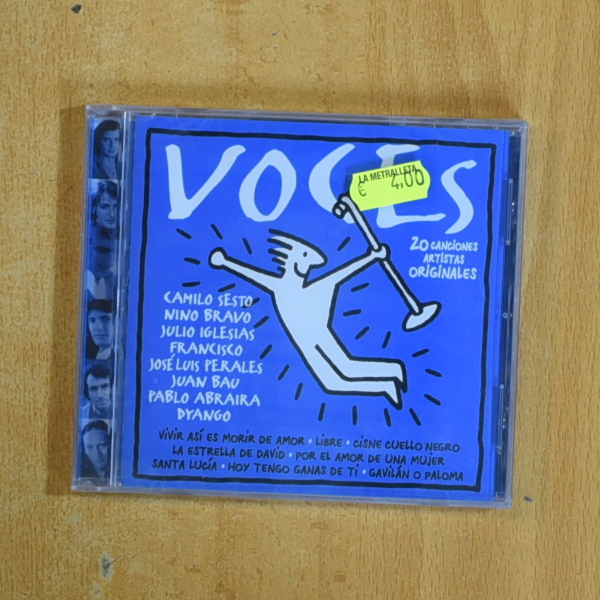 VOCES
LA METRALLETA
€ 4,00
20 CANCIONES
ARTISTAS
ORIGINALES
CAMILO SESTO
NINO BRAVO
JULIO IGLESIAS
FRANCISCO
JOSÉ LUIS PERALES
JUAN BAU
PABLO ABRAIRA
DYANGO
VIVIR ASÍ ES MORIR DE AMOR • LIBRE • CISNE CUELLO NEGRO
LA ESTRELLA DE DAVID • POR EL AMOR DE UNA MUJER
SANTA LUCÍA • HOY TENGO GANAS DE TI • GAVILÁN O PALOMA